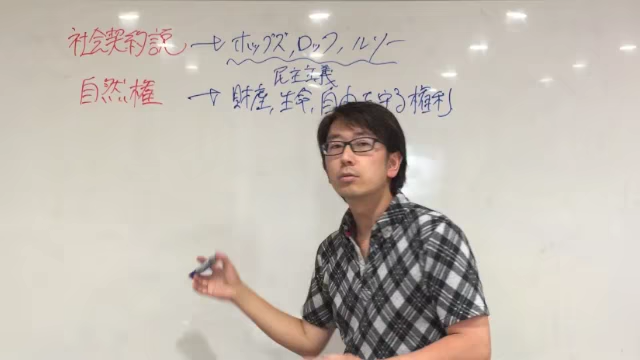 社会契約説 → ホッブズ, ロック, ルソー
民主主義
自然権 → 財産, 生命, 自由を守る権利